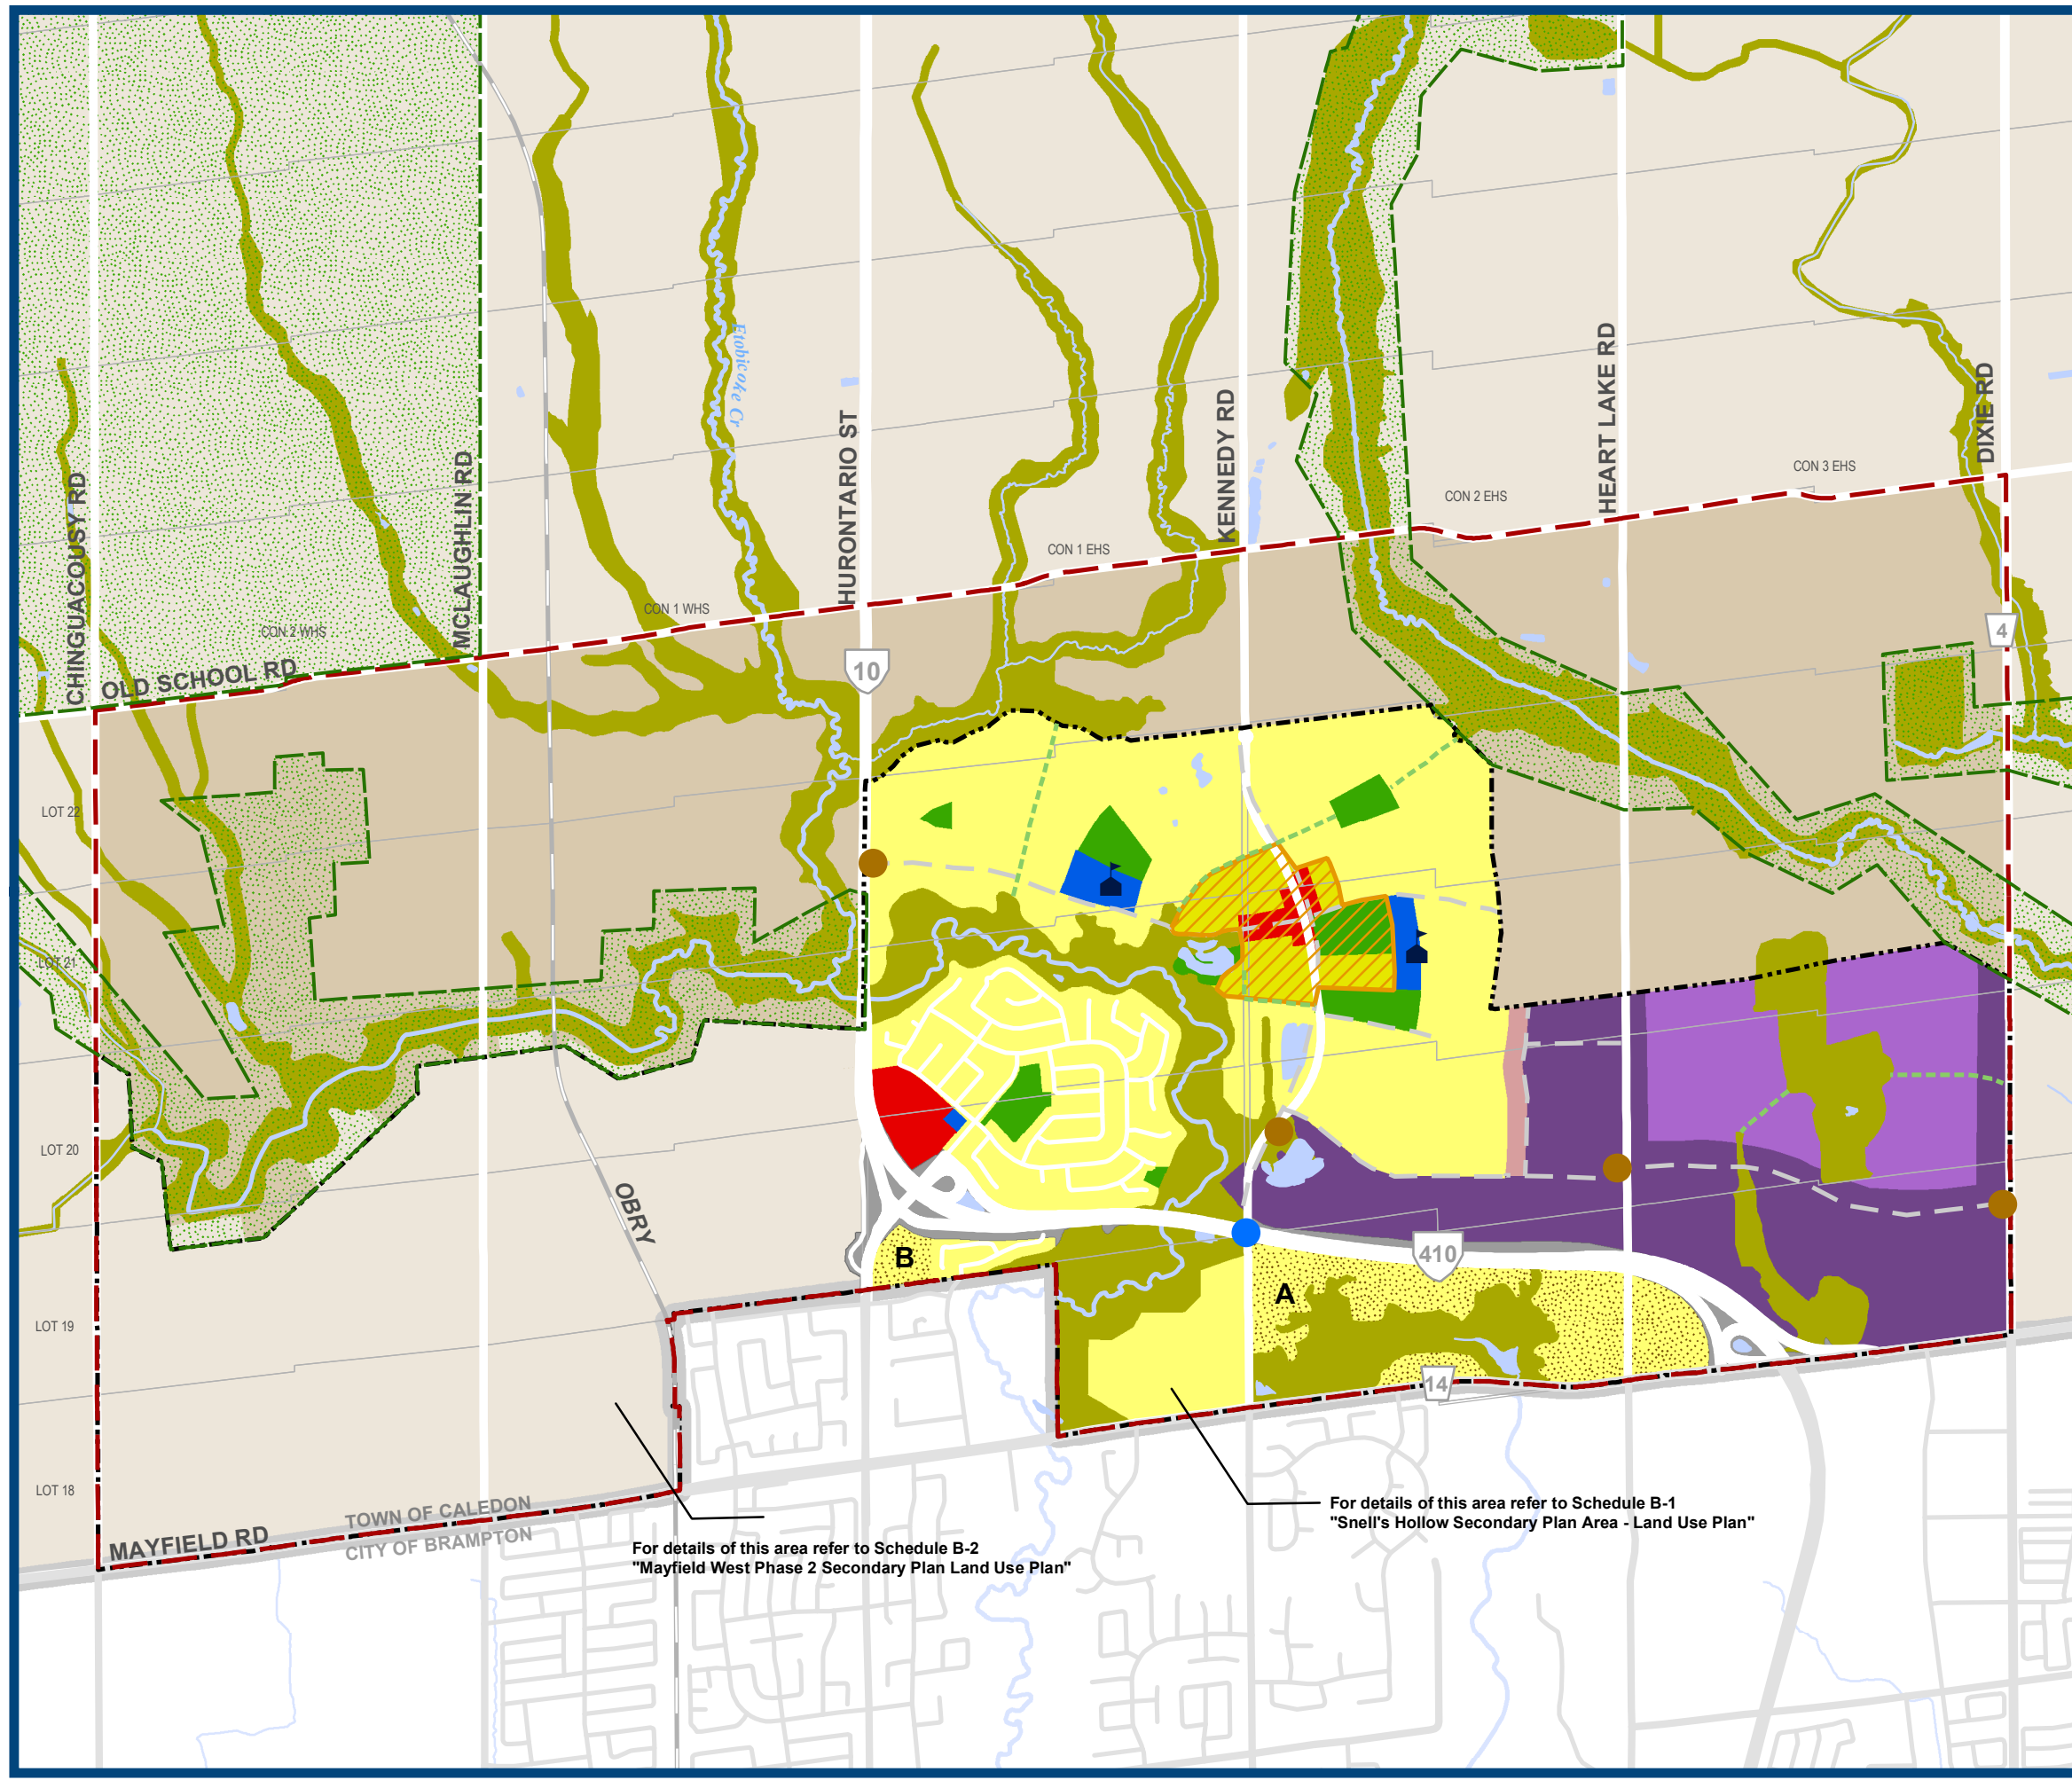 Etobicoke Cr
HEART LAKE RD
DIXIE RD
KENNEDY RD
HURONTARIO ST
MCLAUGHLIN RD
CHINGUACOUSY RD
CON 3 EHS
CON 2 EHS
CON 1 EHS
CON 1 WHS
CON 2 WHS
OLD SCHOOL RD
4
10
LOT 22
LOT 21
LOT 20
OBRY
B
410
A
LOT 19
14
LOT 18
TOWN OF CALEDON
CITY OF BRAMPTON
MAYFIELD RD
For details of this area refer to Schedule B-1
"Snell's Hollow Secondary Plan Area - Land Use Plan"
For details of this area refer to Schedule B-2
"Mayfield West Phase 2 Secondary Plan Land Use Plan"